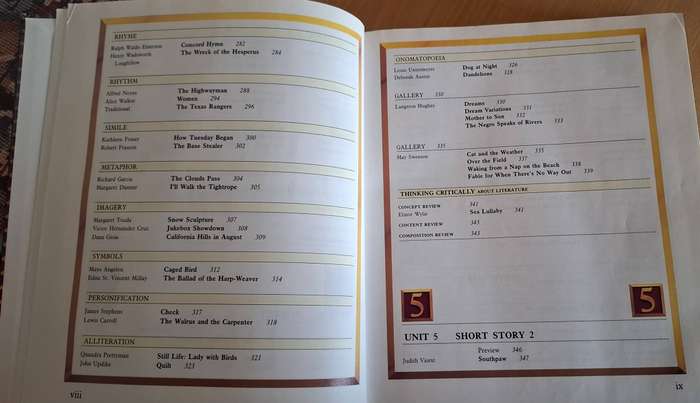 RHYME
Ralph Waldo Emerson Concord Hymn 282
Henry Wadsworth The Wreck of the Hesperus 284
Longfellow
RHYTHM
Alfred Noyes The Highwayman 288
Alice Walker Women 294
Traditional The Texas Rangers 296
SIMILE
Kathleen Fraser How Tuesday Began 300
Robert Francis The Base Stealer 302
METAPHOR
Richard Garcia The Clouds Pass 304
Margaret Danner I'll Walk the Tightrope 305
IMAGERY
Margaret Tsuda Snow Sculpture 307
Victor Hernández Cruz Jukebox Showdown 308
Dana Gioia California Hills in August 309
SYMBOLS
Maya Angelou Caged Bird 312
Edna St. Vincent Millay The Ballad of the Harp-Weaver 314
PERSONIFICATION
James Stephens Check 317
Lewis Carroll The Walrus and the Carpenter 318
ALLITERATION
Quandra Prettyman Still Life: Lady with Birds 321
John Updike Quilt 323
viii
ONOMATOPOEIA
Louis Untermeyer Dog at Night 326
Deborah Austin Dandelions 328
GALLERY 330
Langston Hughes Dreams 330
Dream Variations 331
Mother to Son 332
The Negro Speaks of Rivers 333
GALLERY 335
May Swenson Cat and the Weather 335
Over the Field 337
Waking from a Nap on the Beach 338
Fable for When There's No Way Out 339
THINKING CRITICALLY ABOUT LITERATURE
CONCEPT REVIEW 341
Elinor Wylie Sea Lullaby 341
CONTENT REVIEW 343
COMPOSITION REVIEW 343
5 5
UNIT 5 SHORT STORY 2
Preview 346
Judith Viorst Southpaw 347
ix